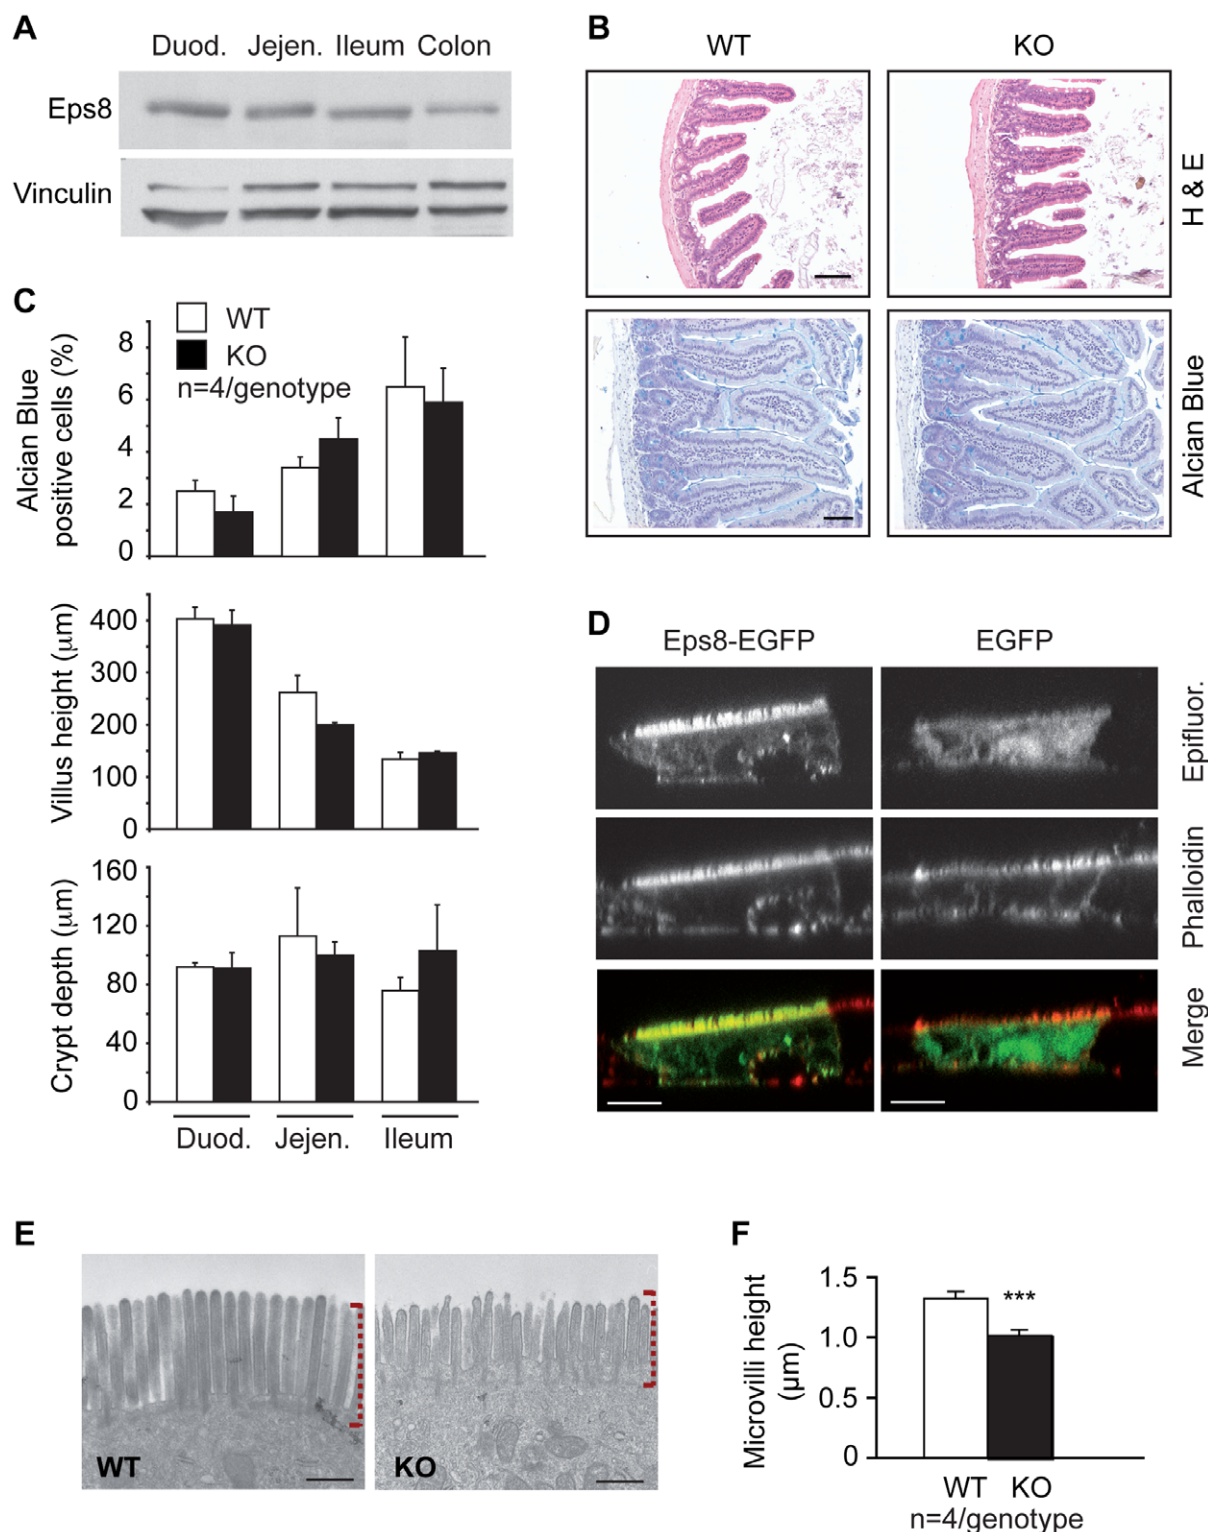 A
Duod. Jejen. Ileum Colon
Eps8
Vinculin
B
WT KO
H & E
Alcian Blue
C
WT
KO
n=4/genotype
Alcian Blue
positive cells (%)
8
6
4
2
0
Villus height (µm)
400
300
200
100
0
Crypt depth (µm)
160
120
80
40
0
Duod. Jejen. Ileum
D
Eps8-EGFP EGFP
Epifluor.
Phalloidin
Merge
E
WT KO
F
Microvilli height
(µm)
1.5
1.0
0.5
0
***
WT KO
n=4/genotype